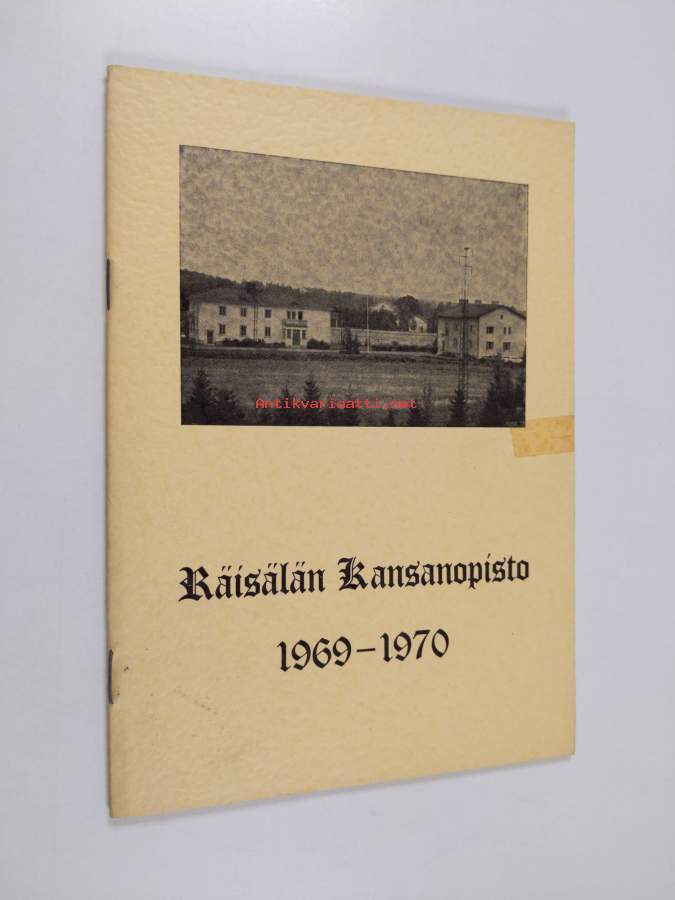 Antikvariaatti.net
Räisälän Kansanopisto
1969–1970